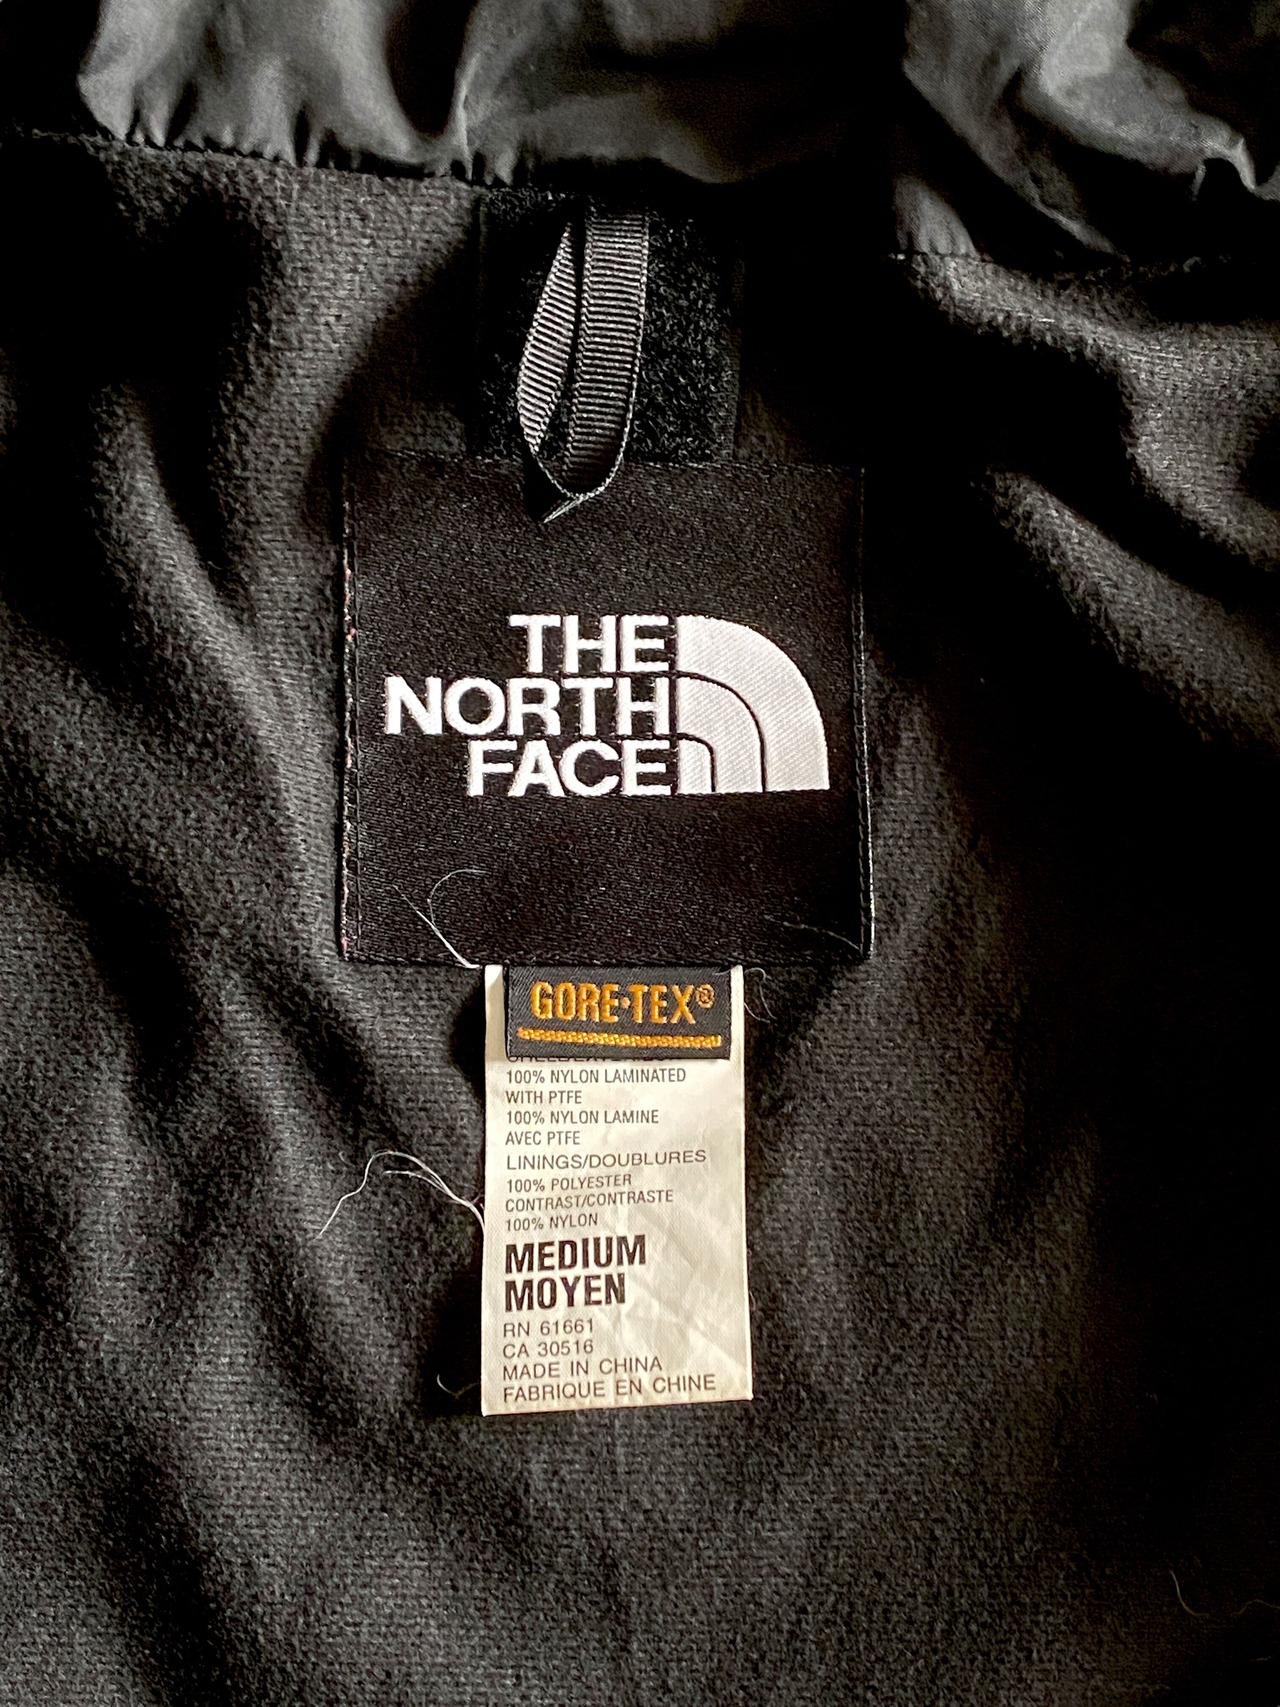 THE
NORTH
FACE
GORE-TEX®
100% NYLON LAMINATED
WITH PTFE
100% NYLON LAMINE
AVEC PTFE
LININGS/DOUBLURES
100% POLYESTER
CONTRAST/CONTRASTE
100% NYLON
MEDIUM
MOYEN
RN 61661
CA 30516
MADE IN CHINA
FABRIQUE EN CHINE